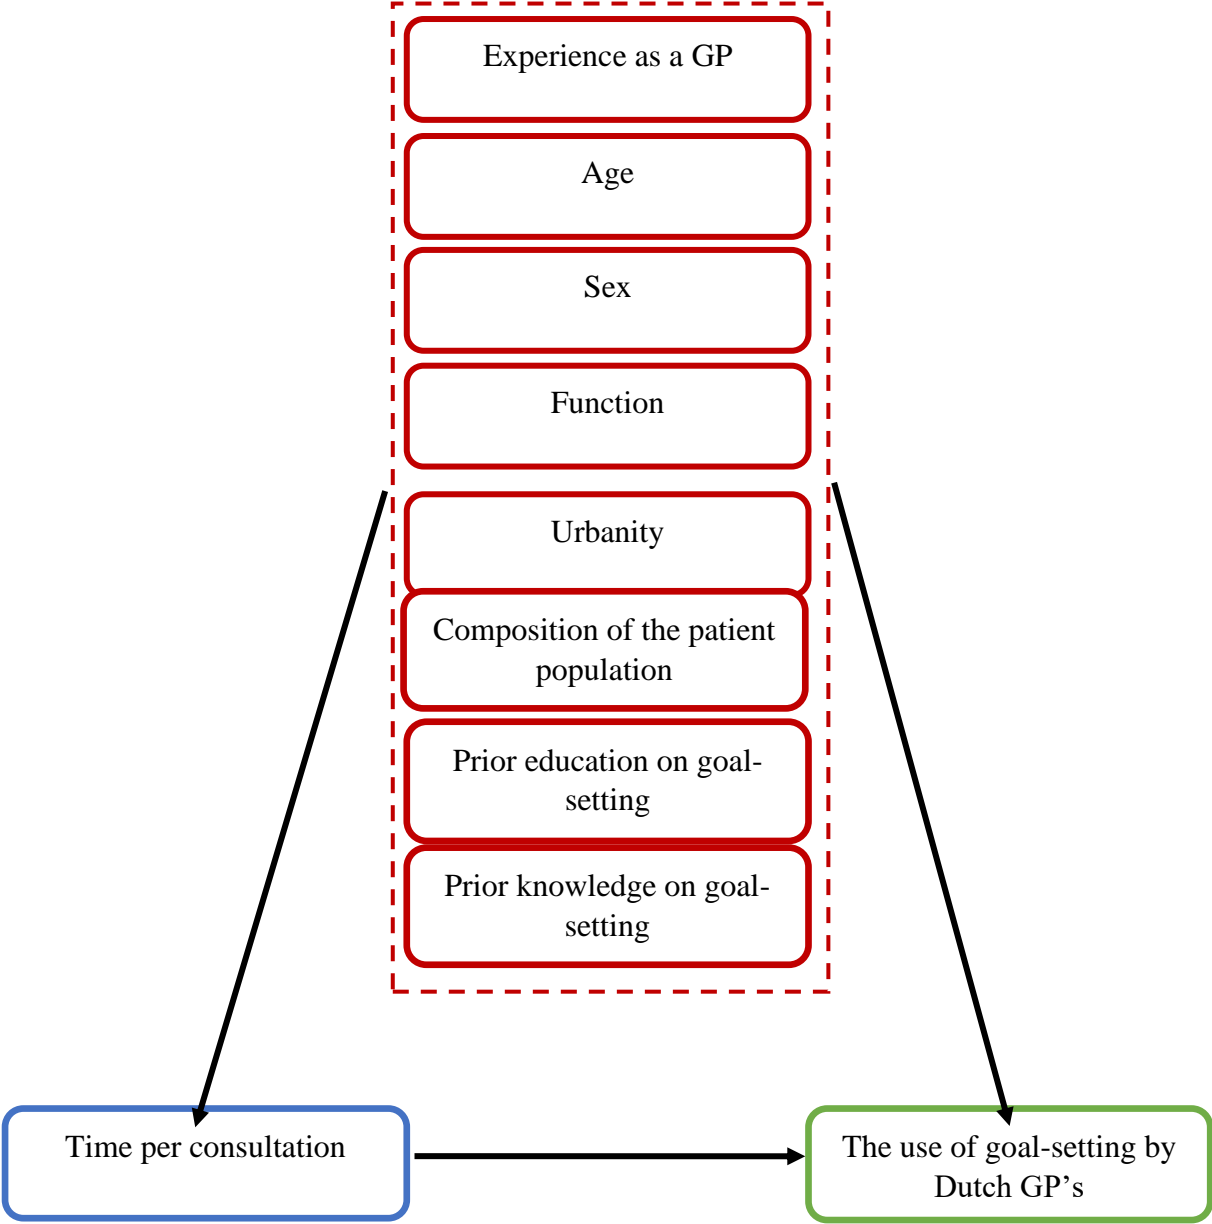 Experience as a GP
Age
Sex
Function
Urbanity
Composition of the patient
population
Prior education on goal-
setting
Prior knowledge on goal-
setting
Time per consultation
The use of goal-setting by
Dutch GP’s